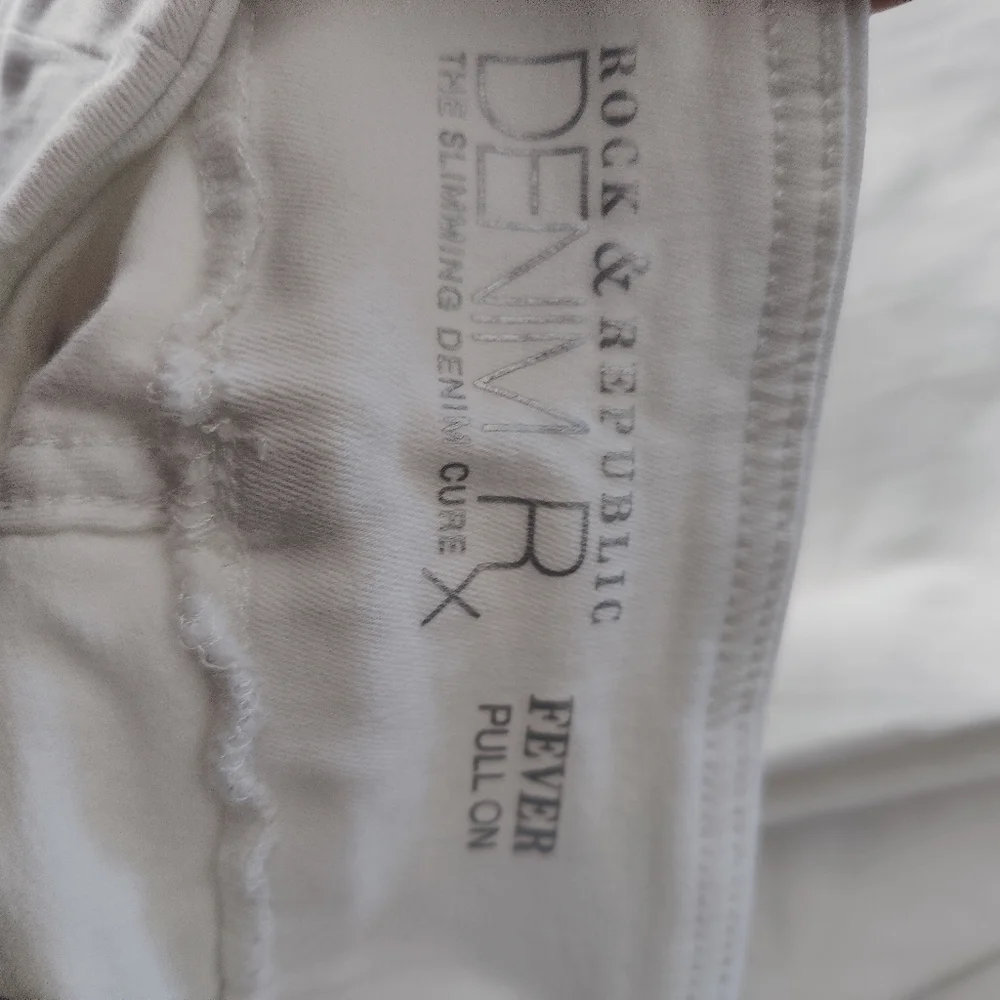 ROCK & REPUBLIC
DENIM RX
THE SLIMMING DENIM CURE
FEVER
PULL ON